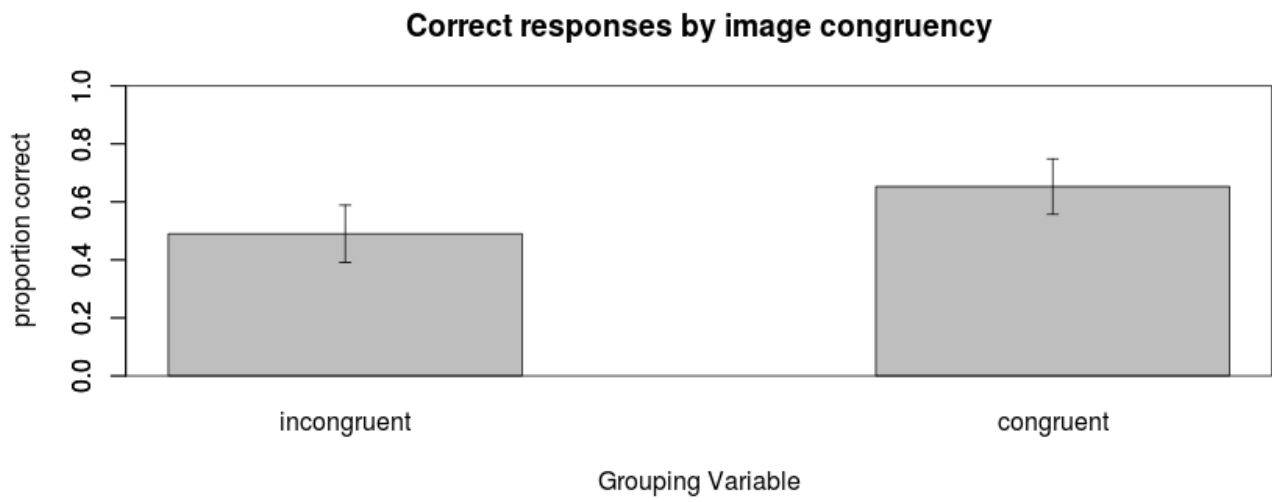 Correct responses by image congruency
proportion correct
1.0
0.8
0.6
0.4
0.2
0.0
incongruent congruent
Grouping Variable